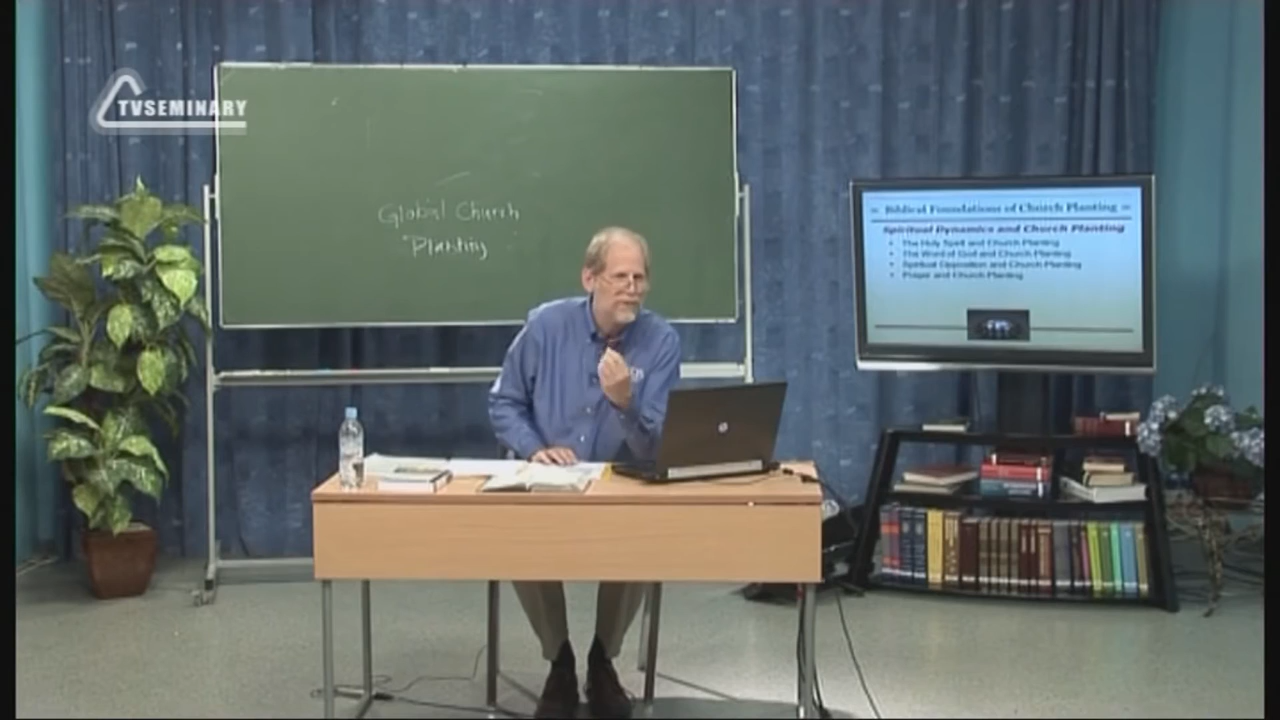 TVSEMINARY
Global Church
Planting
Biblical Foundations of Church Planting
Spiritual Dynamics and Church Planting
• The Holy Spirit and Church Planting
• The Word of God and Church Planting
• Spiritual Opposition and Church Planting
• Prayer and Church Planting